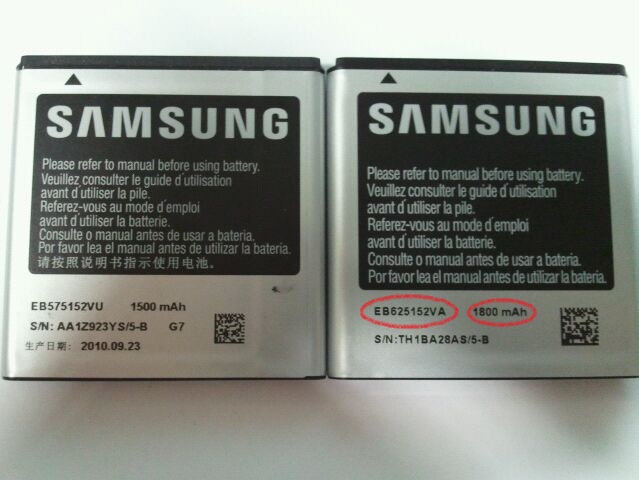 SAMSUNG
Please refer to manual before using battery.
Veuillez consulter le guide d'utilisation
avant d'utiliser la pile.
Referez-vous au mode d'emploi
avant d'utiliser la batterie.
Consulte o manual antes de usar a bateria.
Por favor lea el manual antes de utilizar la batería.
请按照说明书指示使用电池。
EB575152VU 1500 mAh
S/N: AA1Z923YS/5-B G7
生产日期: 2010.09.23
SAMSUNG
Please refer to manual before using battery.
Veuillez consulter le guide d'utilisation
avant d'utiliser la pile.
Referez-vous au mode d'emploi
avant d'utiliser la batterie.
Consulte o manual antes de usar a bateria.
Por favor lea el manual antes de utilizar la batería.
EB625152VA 1800 mAh
S/N:TH1BA28AS/5-B